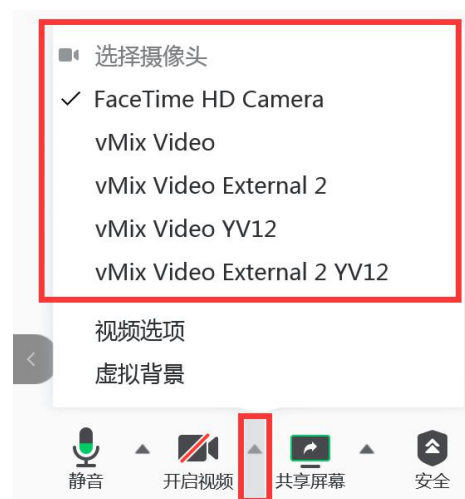 选择摄像头
FaceTime HD Camera
vMix Video
vMix Video External 2
vMix Video YV12
vMix Video External 2 YV12
视频选项
虚拟背景
静音 开启视频 共享屏幕 安全